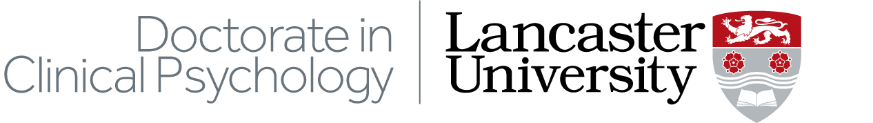 Doctorate in
Clinical Psychology
Lancaster
University